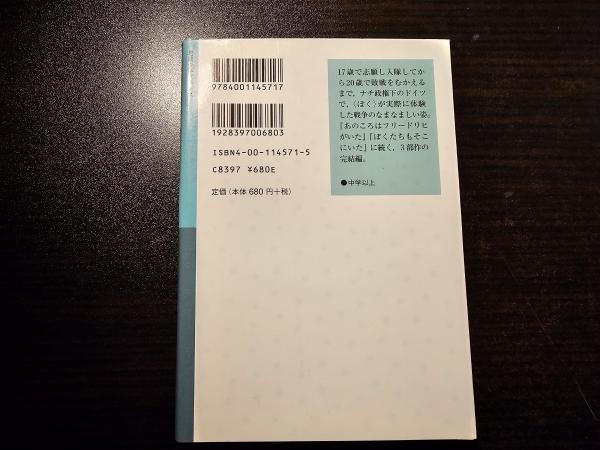 9784001145717
1928397006803
ISBN4-00-114571-5
C8397 ¥680E
定価(本体 680 円+税)
17歳で志願し入隊してか
ら20歳で敗戦をむかえる
まで,ナチ政権下のドイツ
で,〈ぼく〉が実際に体験
した戦争のなまなましい姿。
『あのころはフリードリヒ
がいた』『ぼくたちもそこ
にいた』に続く,3部作の
完結編。
●中学以上